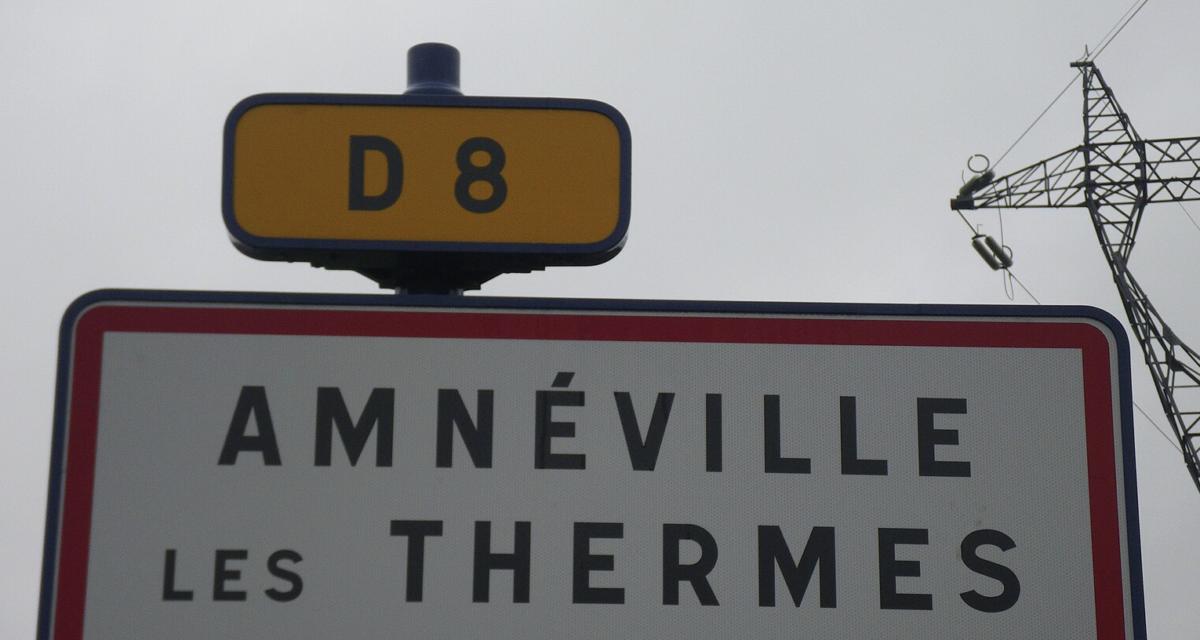 D 8
AMNÉVILLE
LES THERMES